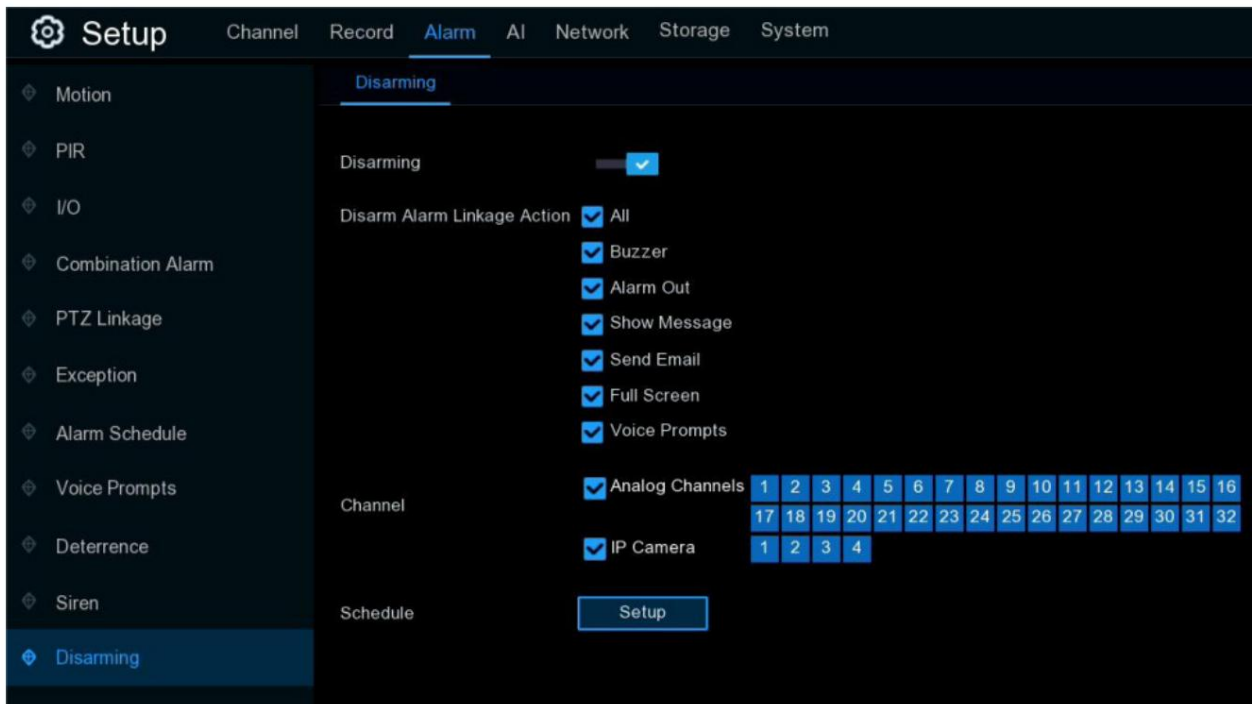 Setup Channel Record Alarm AI Network Storage System
Motion
PIR
I/O
Combination Alarm
PTZ Linkage
Exception
Alarm Schedule
Voice Prompts
Deterrence
Siren
Disarming
Disarming
Disarming
Disarm Alarm Linkage Action All
Buzzer
Alarm Out
Show Message
Send Email
Full Screen
Voice Prompts
Channel
Analog Channels 1 2 3 4 5 6 7 8 9 10 11 12 13 14 15 16
17 18 19 20 21 22 23 24 25 26 27 28 29 30 31 32
IP Camera 1 2 3 4
Schedule Setup